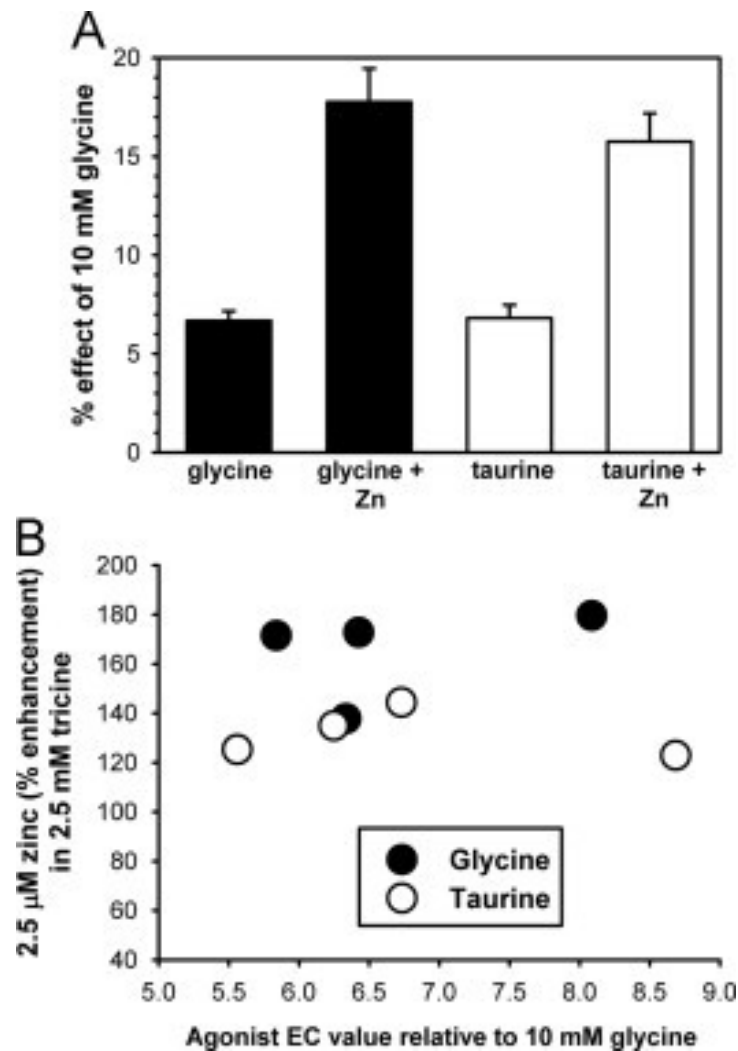 A
% effect of 10 mM glycine
20
15
10
5
0
glycine
glycine +
Zn
taurine
taurine +
Zn
B
2.5 μM zinc (% enhancement)
in 2.5 mM tricine
200
180
160
140
120
100
80
60
40
Glycine
Taurine
5.0 5.5 6.0 6.5 7.0 7.5 8.0 8.5 9.0
Agonist EC value relative to 10 mM glycine